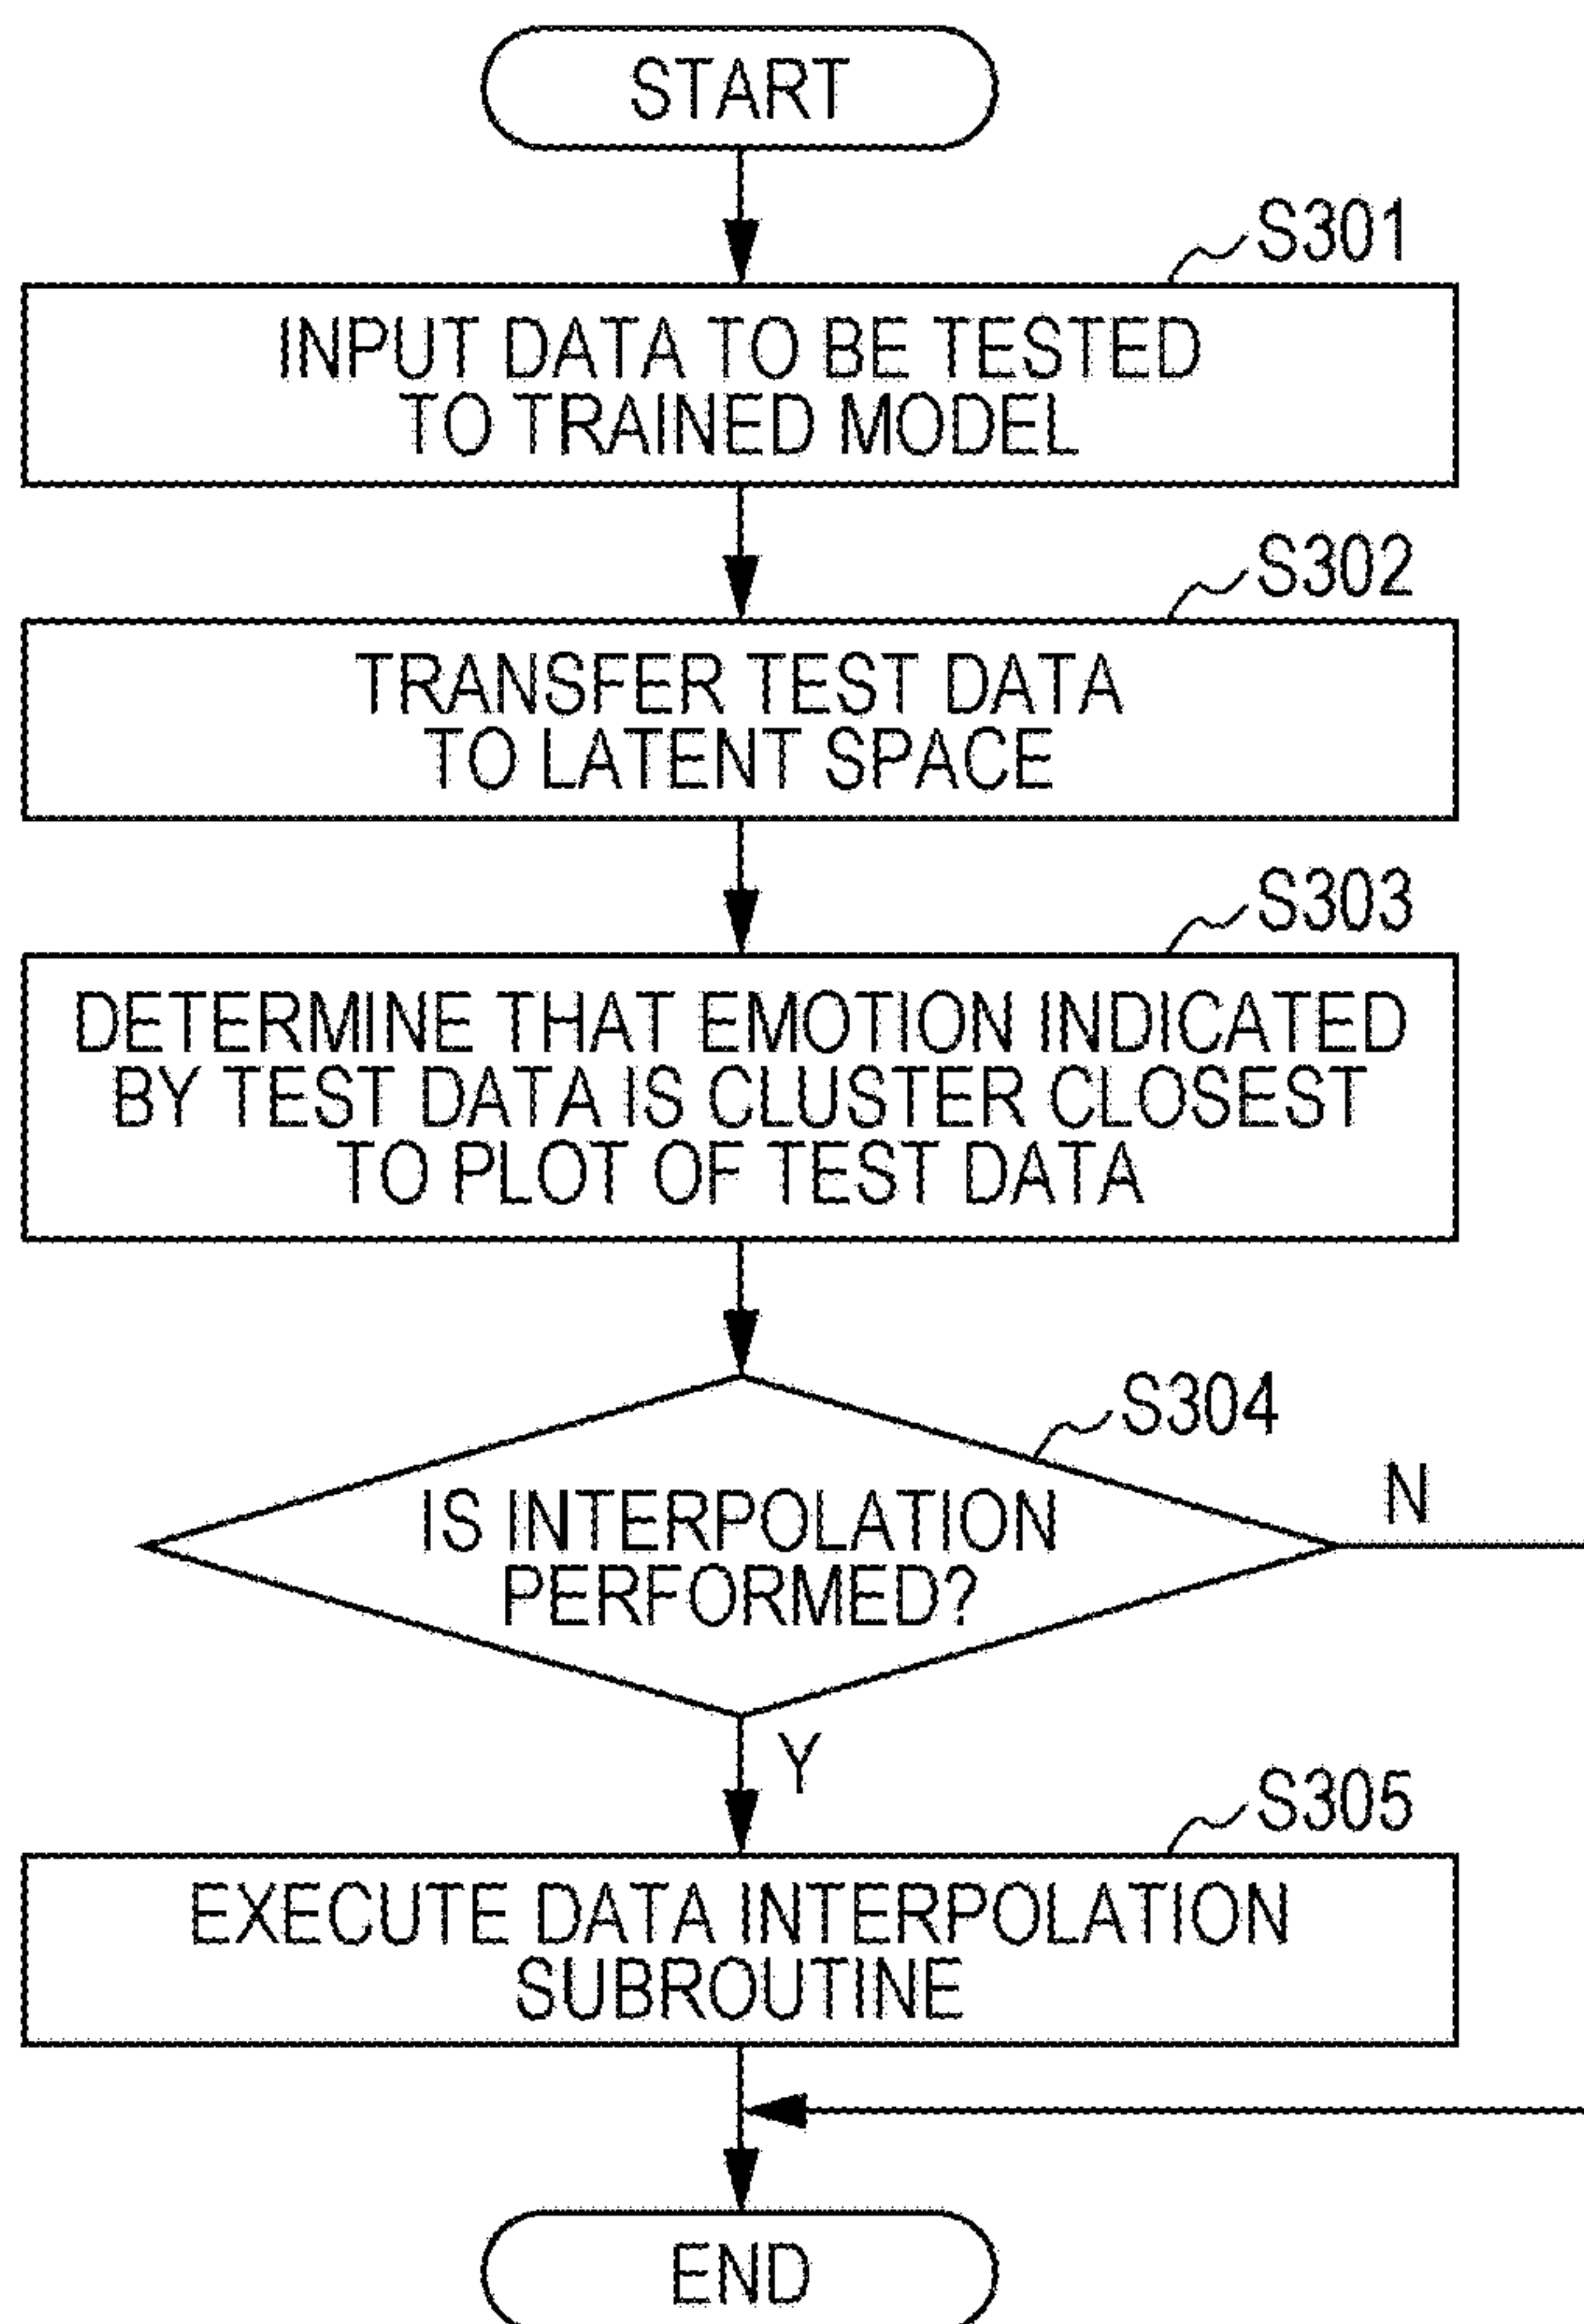 START
S301
INPUT DATA TO BE TESTED
TO TRAINED MODEL
S302
TRANSFER TEST DATA
TO LATENT SPACE
S303
DETERMINE THAT EMOTION INDICATED
BY TEST DATA IS CLUSTER CLOSEST
TO PLOT OF TEST DATA
S304
N
IS INTERPOLATION
PERFORMED?
Y
S305
EXECUTE DATA INTERPOLATION
SUBROUTINE
END